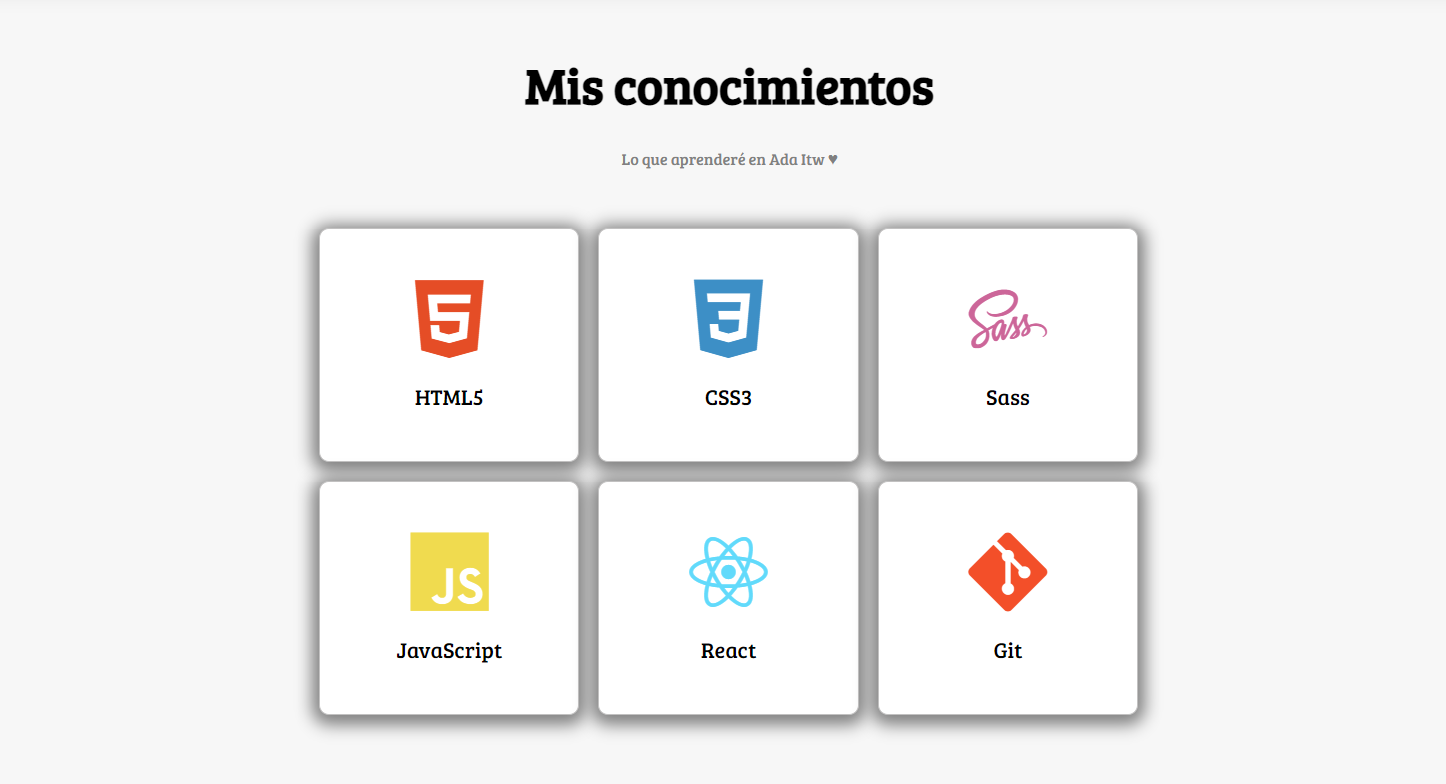 Mis conocimientos
Lo que aprenderé en Ada Itw ♥
5
3
Sass
HTML5
CSS3
Sass
JS
JavaScript
React
Git